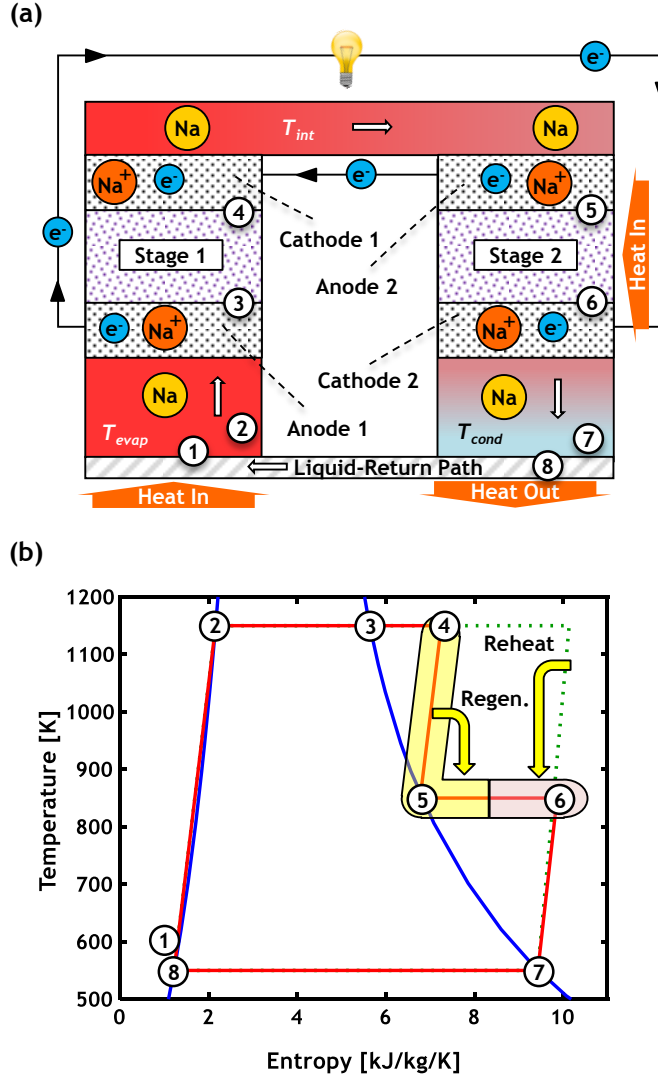 (a)
e-
Na
T_int
Na
Na+
e-
e-
e-
Na+
4
5
Cathode 1
e-
Stage 1
Stage 2
Anode 2
Heat In
3
6
e-
Na+
Na+
e-
Cathode 2
Na
Na
T_evap
2
Anode 1
T_cond
7
1
Liquid-Return Path
8
Heat In
Heat Out
(b)
1200
1100
1000
900
800
700
600
500
Temperature [K]
2
3
4
Reheat
Regen.
5
6
1
8
7
0
2
4
6
8
10
Entropy [kJ/kg/K]